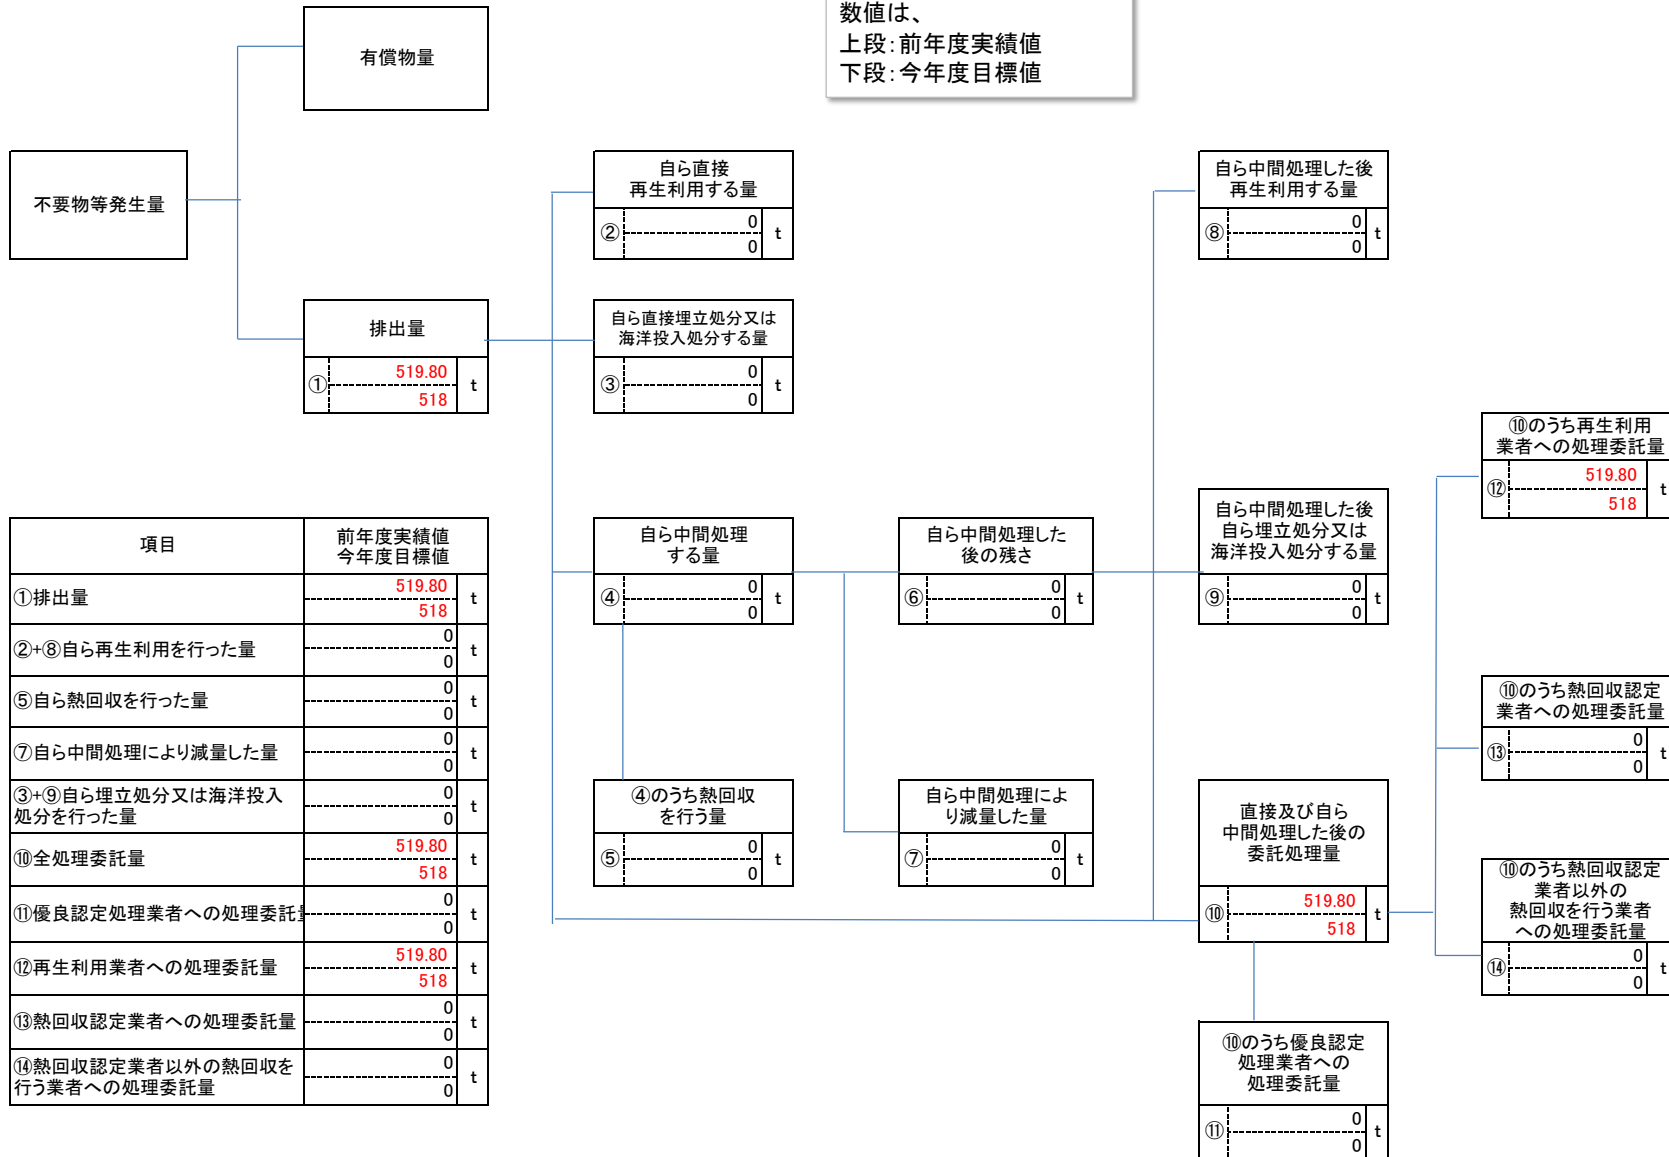 数値は、
上段：前年度実績値
下段：今年度目標値
有償物量
不要物等発生量
排出量
① 519.80 t
518
自ら直接
再生利用する量
② 0 t
0
自ら直接埋立処分又は
海洋投入処分する量
③ 0 t
0
自ら中間処理
する量
④ 0 t
0
④のうち熱回収
を行う量
⑤ 0 t
0
自ら中間処理した
後の残さ
⑥ 0 t
0
自ら中間処理によ
り減量した量
⑦ 0 t
0
自ら中間処理した後
再生利用する量
⑧ 0 t
0
自ら中間処理した後
自ら埋立処分又は
海洋投入処分する量
⑨ 0 t
0
直接及び自ら
中間処理した後の
委託処理量
⑩ 519.80 t
518
⑩のうち優良認定
処理業者への
処理委託量
⑪ 0 t
0
⑩のうち再生利用
業者への処理委託量
⑫ 519.80 t
518
⑩のうち熱回収認定
業者への処理委託量
⑬ 0 t
0
⑩のうち熱回収認定
業者以外の
熱回収を行う業者
への処理委託量
⑭ 0 t
0
項目 前年度実績値
今年度目標値
①排出量 519.80 t
518
②+⑧自ら再生利用を行った量 0 t
0
⑤自ら熱回収を行った量 0 t
0
⑦自ら中間処理により減量した量 0 t
0
③+⑨自ら埋立処分又は海洋投入
処分を行った量 0 t
0
⑩全処理委託量 519.80 t
518
⑪優良認定処理業者への処理委託量 0 t
0
⑫再生利用業者への処理委託量 519.80 t
518
⑬熱回収認定業者への処理委託量 0 t
0
⑭熱回収認定業者以外の熱回収を
行う業者への処理委託量 0 t
0